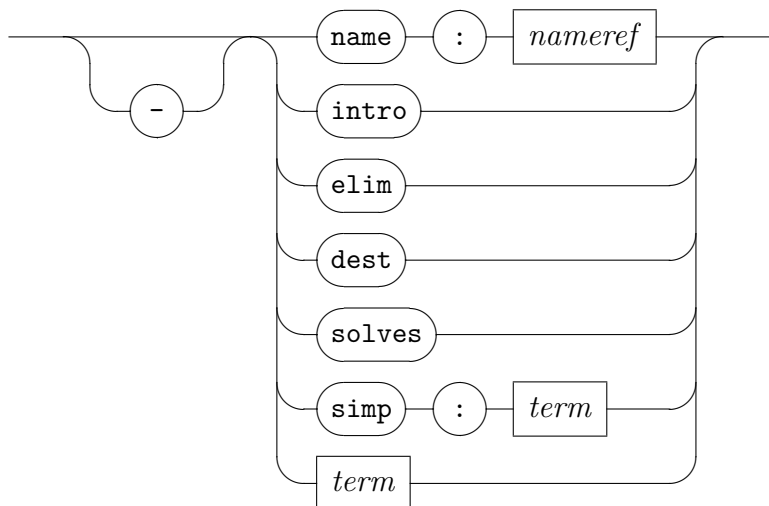 name : nameref
- intro
elim
dest
solves
simp : term
term